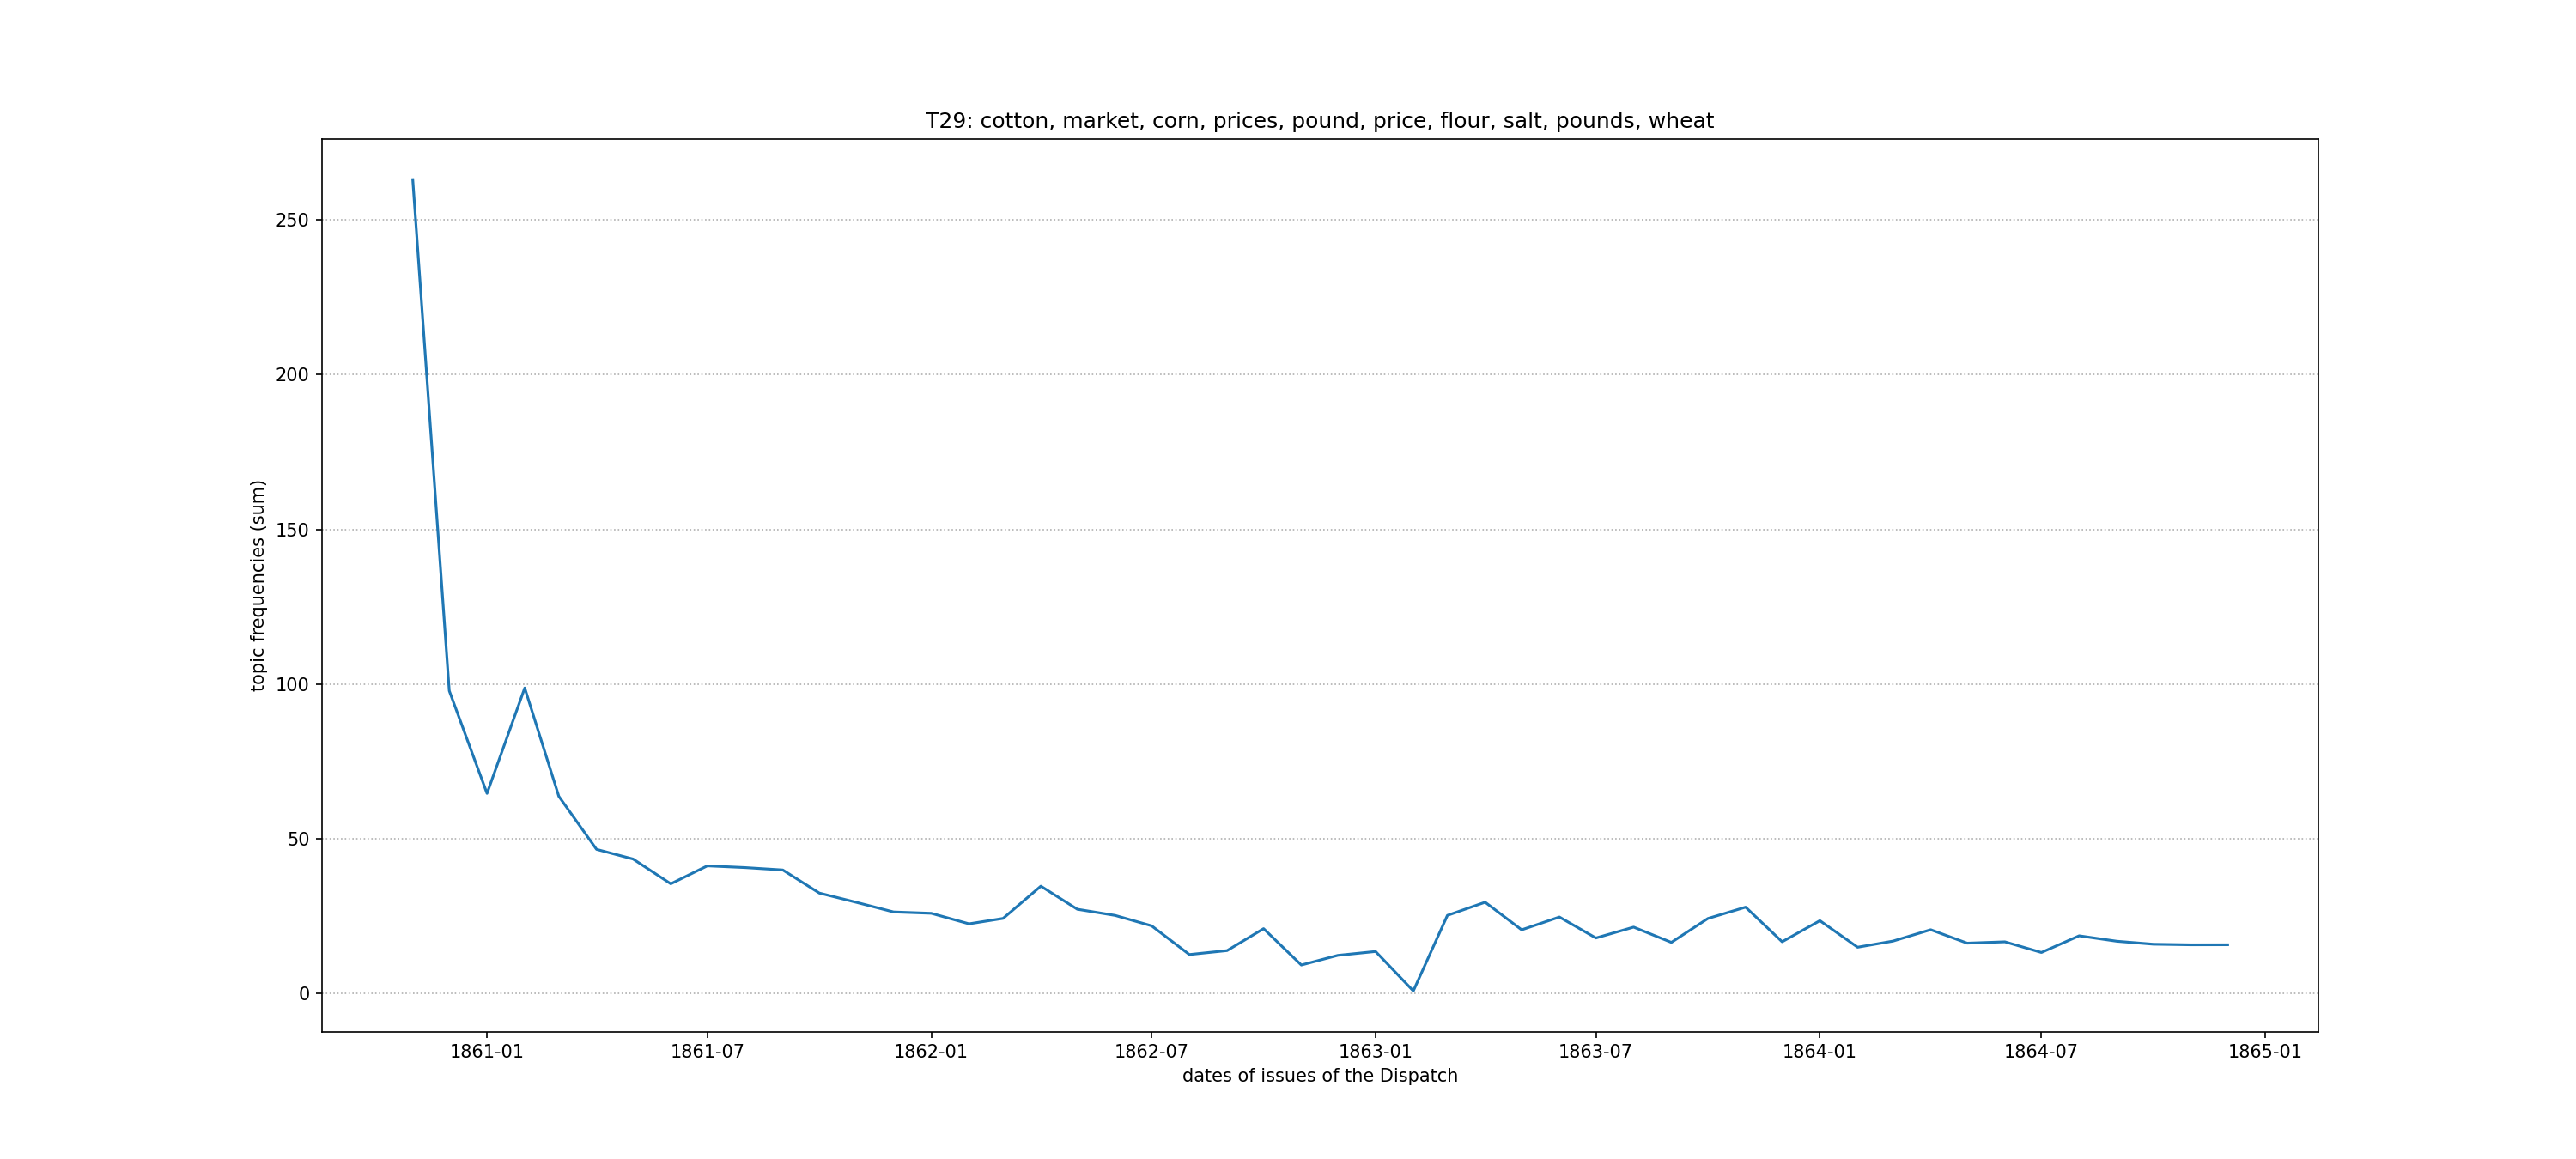 T29: cotton, market, corn, prices, pound, price, flour, salt, pounds, wheat
topic frequencies (sum)
250
200
150
100
50
0
1861-01 1861-07 1862-01 1862-07 1863-01 1863-07 1864-01 1864-07 1865-01
dates of issues of the Dispatch